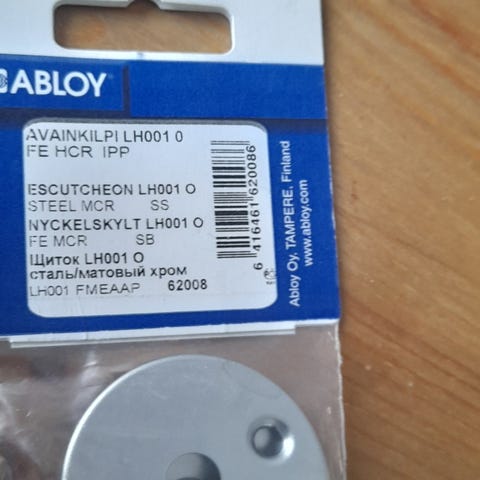 ABLOY
AVAINKILPI LH001 0
FE HCR IPP
ESCUTCHEON LH001 O
STEEL MCR SS
NYCKELSKYLT LH001 O
FE MCR SB
Щиток LH001 O
сталь/матовый хром
LH001 FMEAAP 62008
6 416461 620086
Abloy Oy, TAMPERE, Finland
www.abloy.com